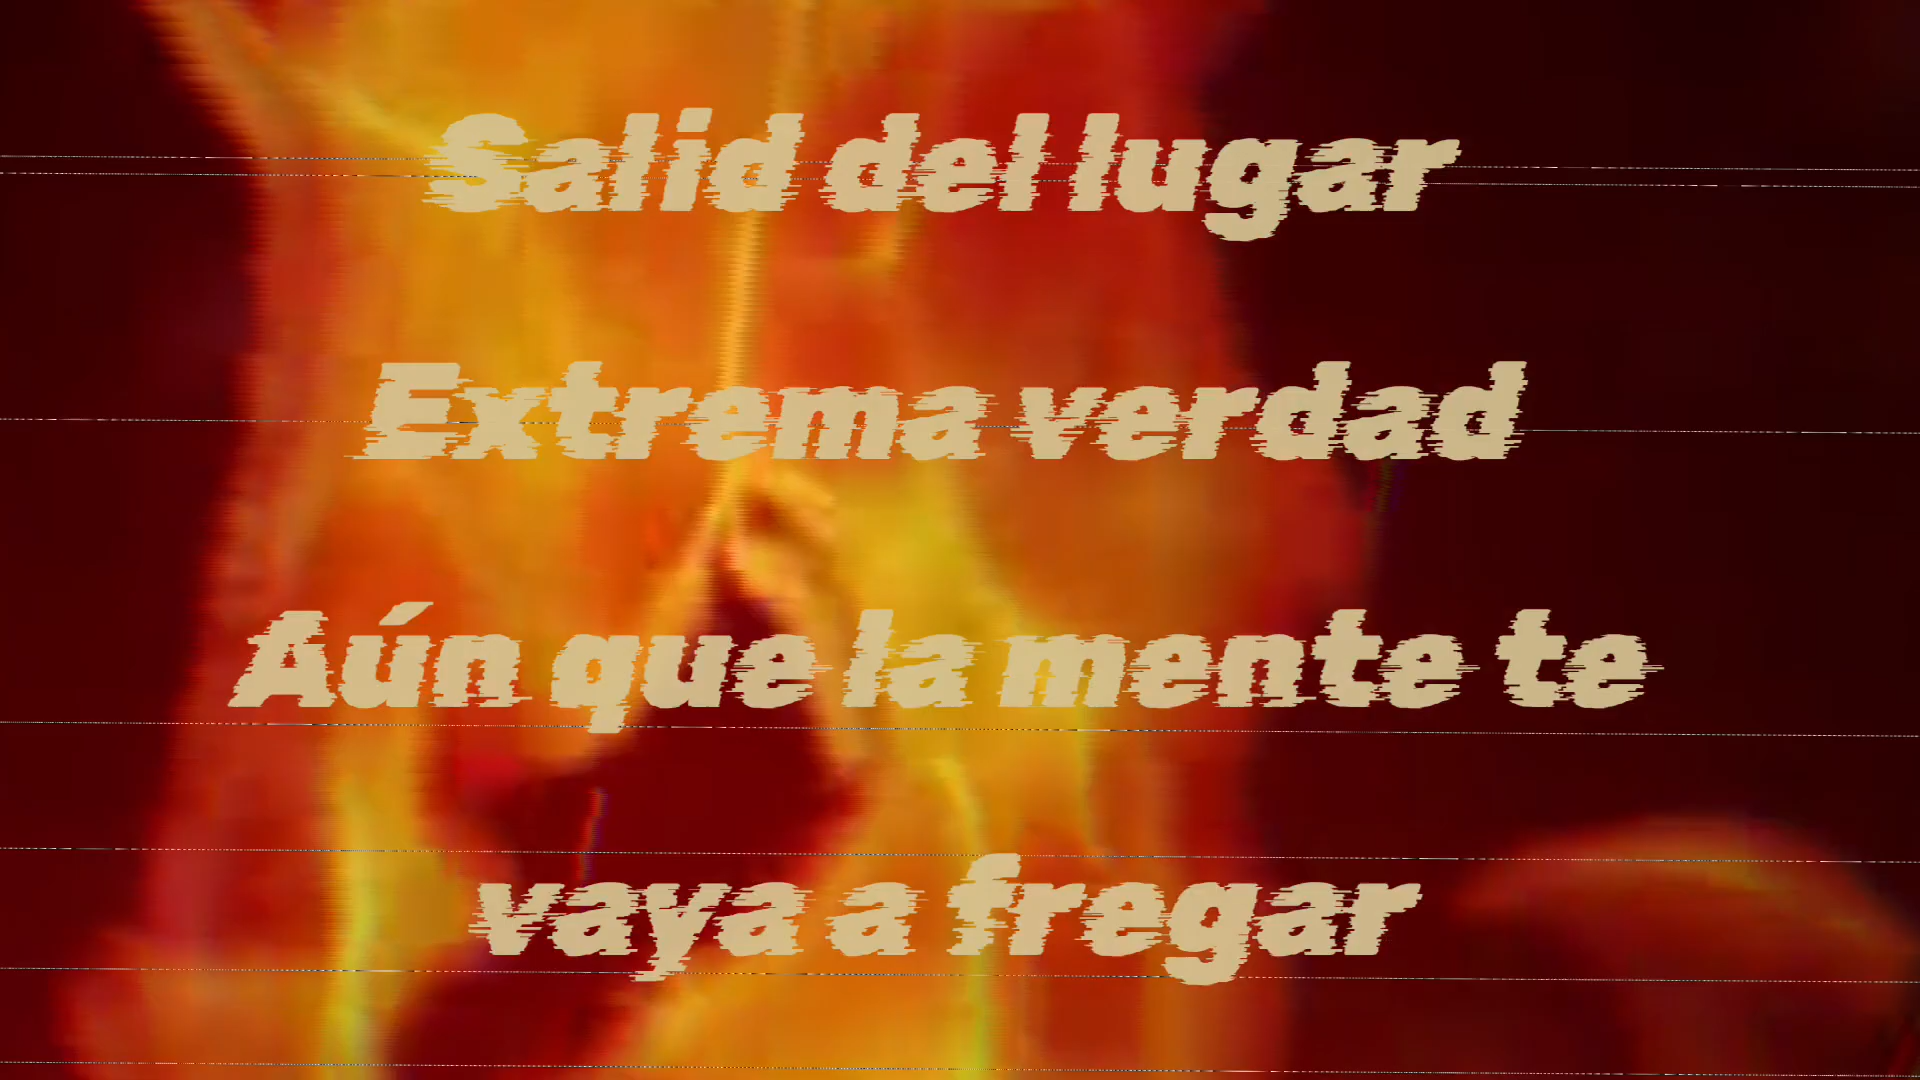 Salid del lugar
Extrema verdad
Aún que la mente te
vaya a fregar